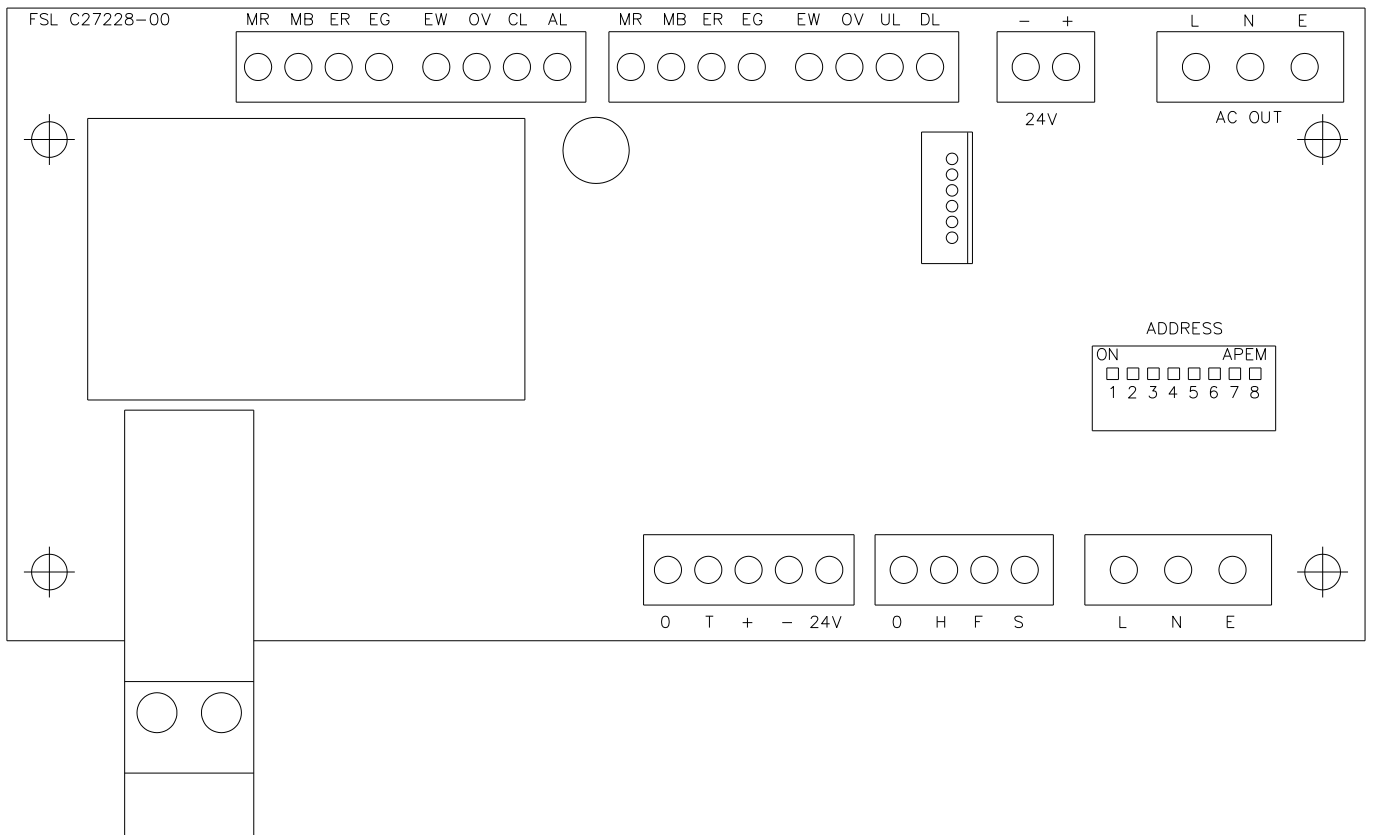 FSL C27228-00
MR MB ER EG EW OV CL AL
MR MB ER EG EW OV UL DL
- +
L N E
24V
AC OUT
ADDRESS
ON APEM
1 2 3 4 5 6 7 8
0 T + - 24V
0 H F S
L N E